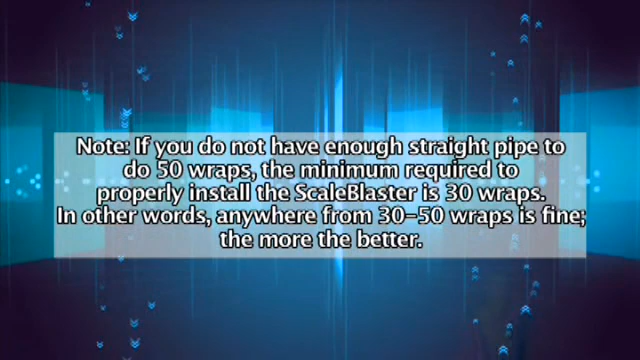 Note: If you do not have enough straight pipe to
do 50 wraps, the minimum required to
properly install the ScaleBlaster is 30 wraps.
In other words, anywhere from 30-50 wraps is fine;
the more the better.